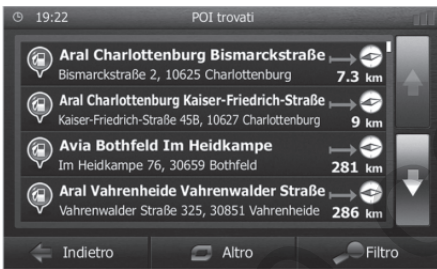 19:22 POI trovati
Aral Charlottenburg Bismarckstraße
Bismarckstraße 2, 10625 Charlottenburg 7.3 km
Aral Charlottenburg Kaiser-Friedrich-Straße
Kaiser-Friedrich-Straße 45B, 10627 Charlottenburg 9 km
Avia Bothfeld Im Heidkampe
Im Heidkampe 76, 30659 Bothfeld 281 km
Aral Vahrenheide Vahrenwalder Straße
Vahrenwalder Straße 325, 30851 Vahrenheide 286 km
Indietro Altro Filtro